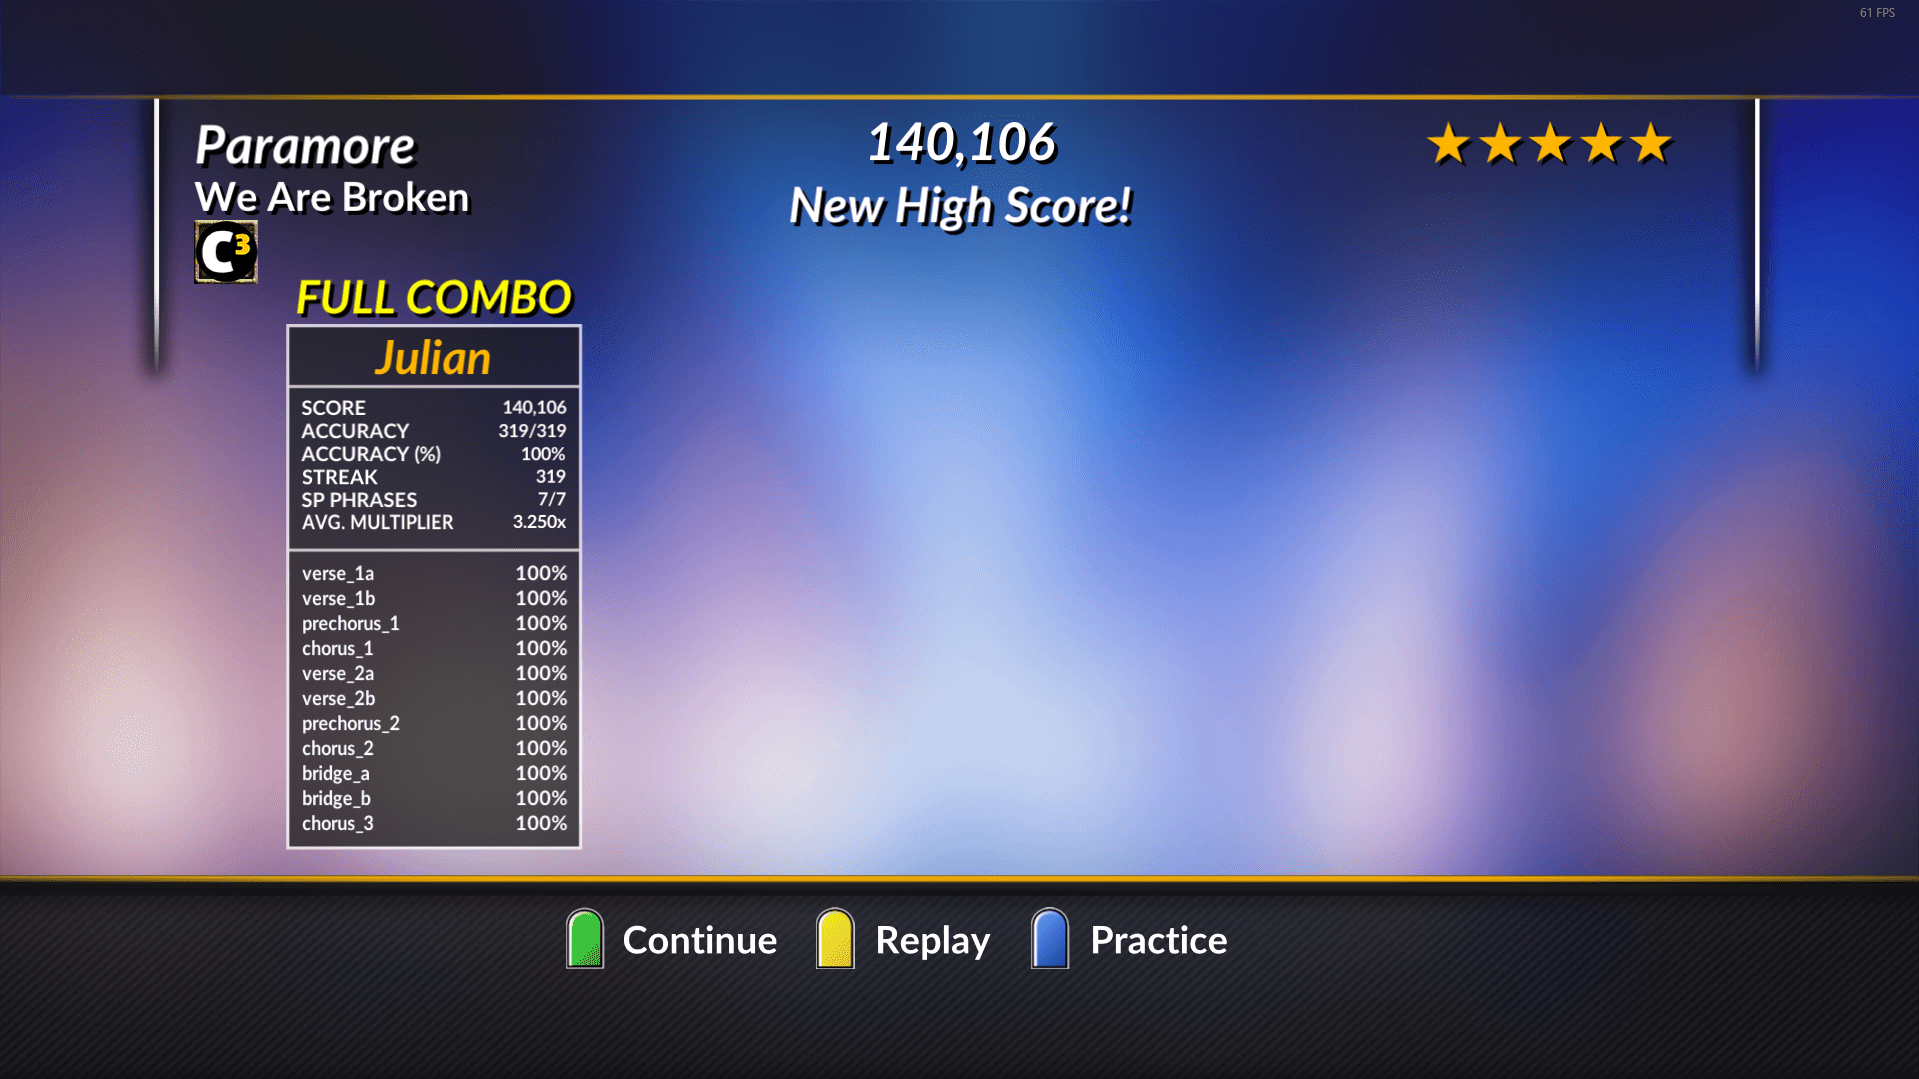 61 FPS
Paramore
We Are Broken
C3
140,106
New High Score!
FULL COMBO
Julian
SCORE 140,106
ACCURACY 319/319
ACCURACY (%) 100%
STREAK 319
SP PHRASES 7/7
AVG. MULTIPLIER 3.250x
verse_1a 100%
verse_1b 100%
prechorus_1 100%
chorus_1 100%
verse_2a 100%
verse_2b 100%
prechorus_2 100%
chorus_2 100%
bridge_a 100%
bridge_b 100%
chorus_3 100%
Continue Replay Practice